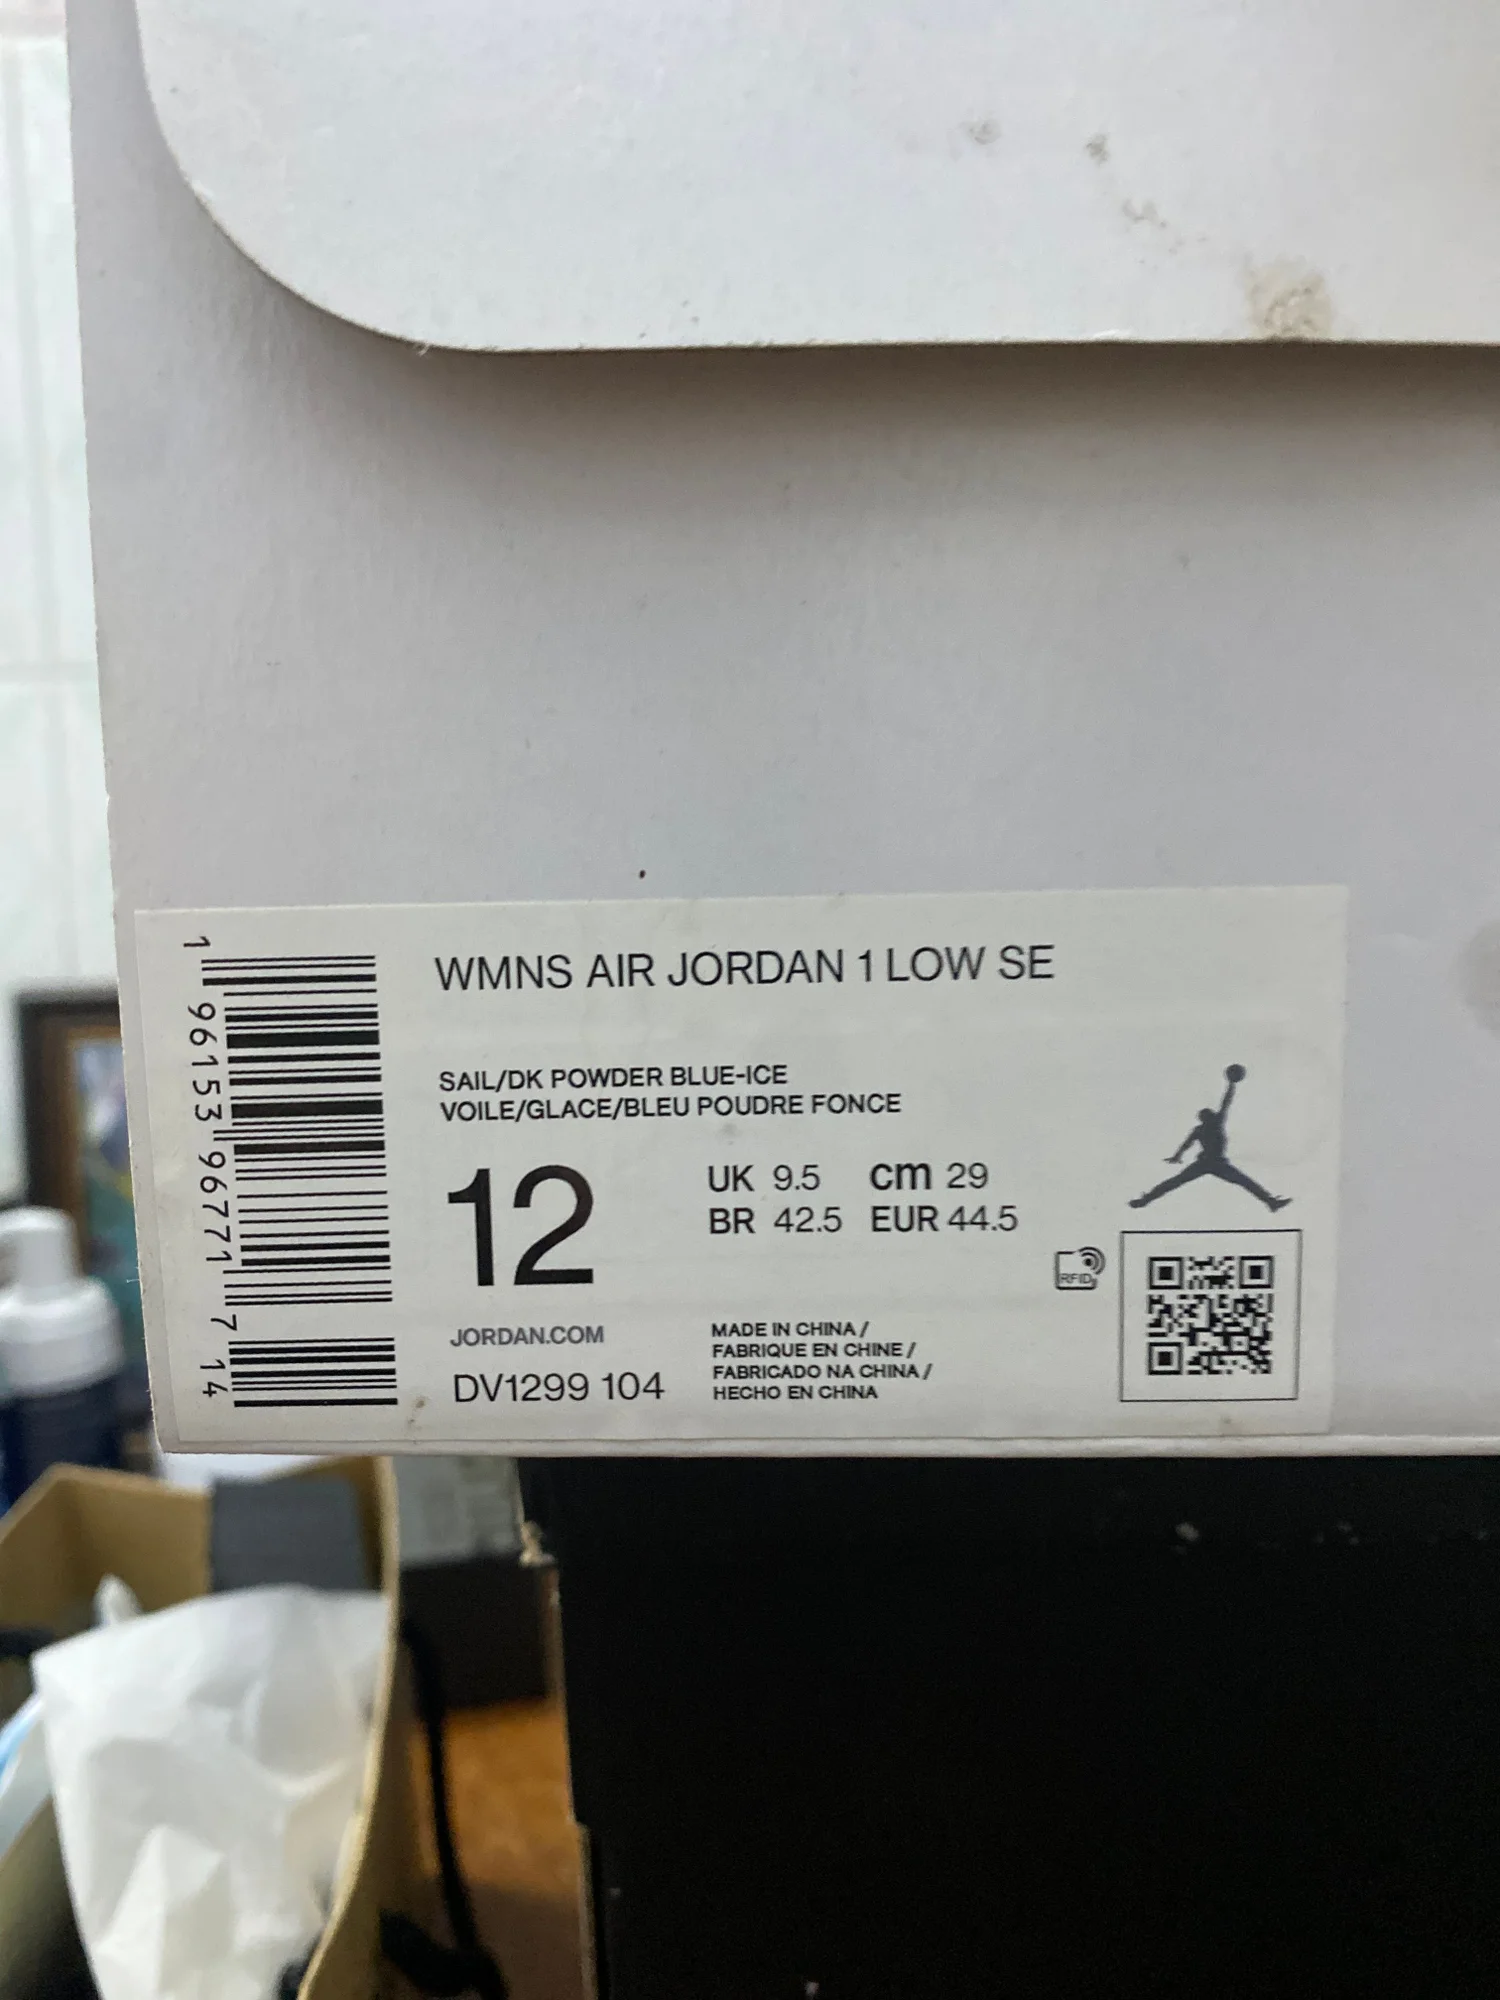 WMNS AIR JORDAN 1 LOW SE
SAIL/DK POWDER BLUE-ICE
VOILE/GLACE/BLEU POUDRE FONCE
12
UK 9.5 cm 29
BR 42.5 EUR 44.5
RFID
JORDAN.COM
DV1299 104
MADE IN CHINA /
FABRIQUE EN CHINE /
FABRICADO NA CHINA /
HECHO EN CHINA
1 96153 96771 7 14